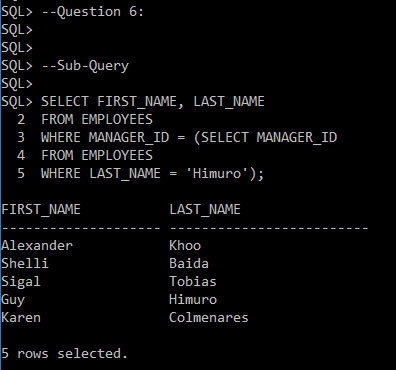 SQL> --Question 6:
SQL>
SQL>
SQL> --Sub-Query
SQL>
SQL> SELECT FIRST_NAME, LAST_NAME
  2  FROM EMPLOYEES
  3  WHERE MANAGER_ID = (SELECT MANAGER_ID
  4  FROM EMPLOYEES
  5  WHERE LAST_NAME = 'Himuro');
FIRST_NAME           LAST_NAME
-------------------- -------------------------
Alexander            Khoo
Shelli               Baida
Sigal                Tobias
Guy                  Himuro
Karen                Colmenares
5 rows selected.